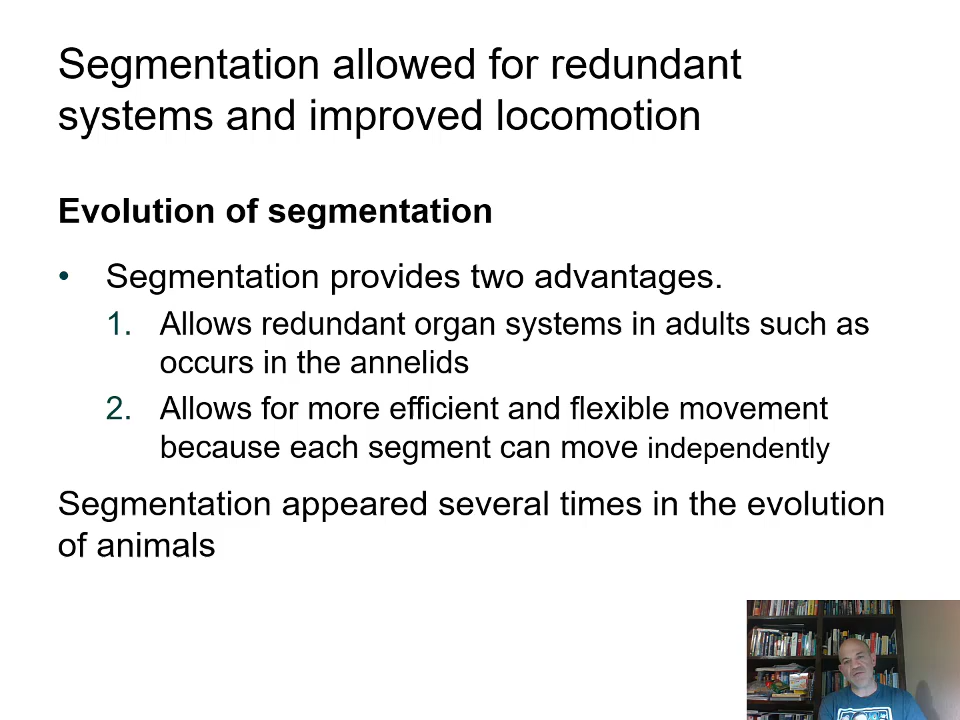 Segmentation allowed for redundant
systems and improved locomotion
Evolution of segmentation
• Segmentation provides two advantages.
1. Allows redundant organ systems in adults such as
occurs in the annelids
2. Allows for more efficient and flexible movement
because each segment can move independently
Segmentation appeared several times in the evolution
of animals